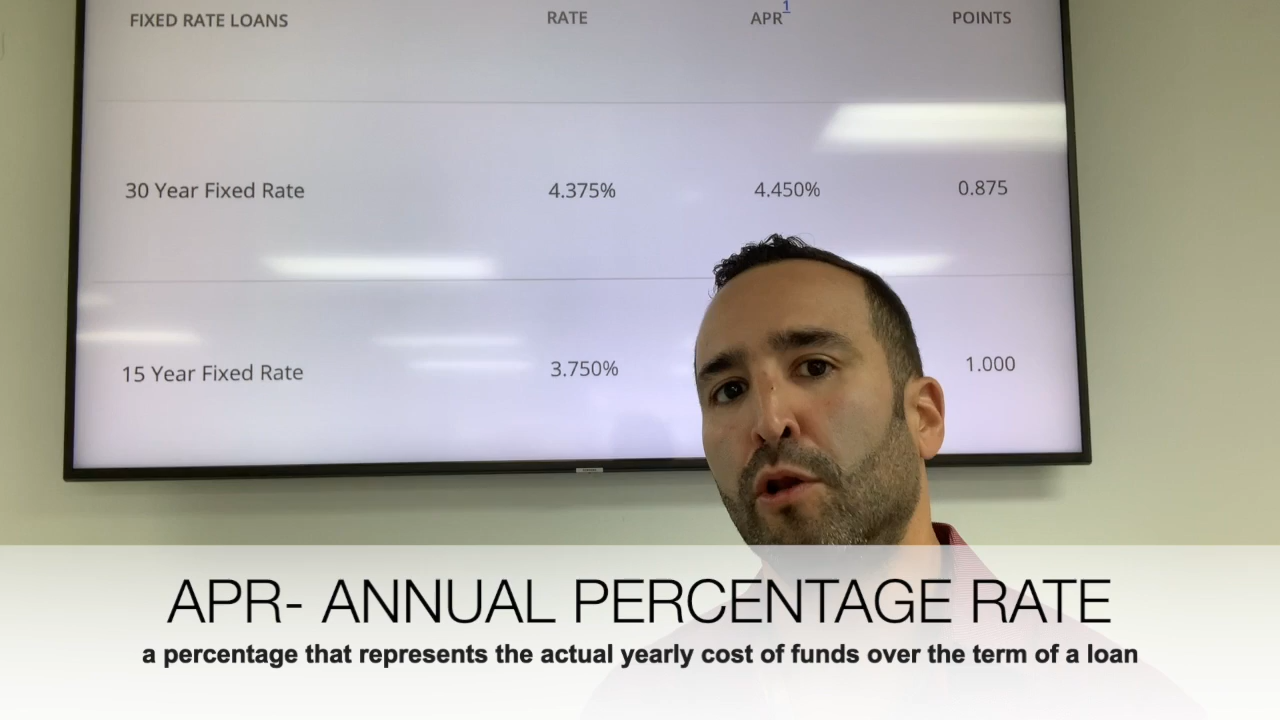 FIXED RATE LOANS RATE APR1 POINTS
30 Year Fixed Rate 4.375% 4.450% 0.875
15 Year Fixed Rate 3.750% 1.000
APR- ANNUAL PERCENTAGE RATE
a percentage that represents the actual yearly cost of funds over the term of a loan